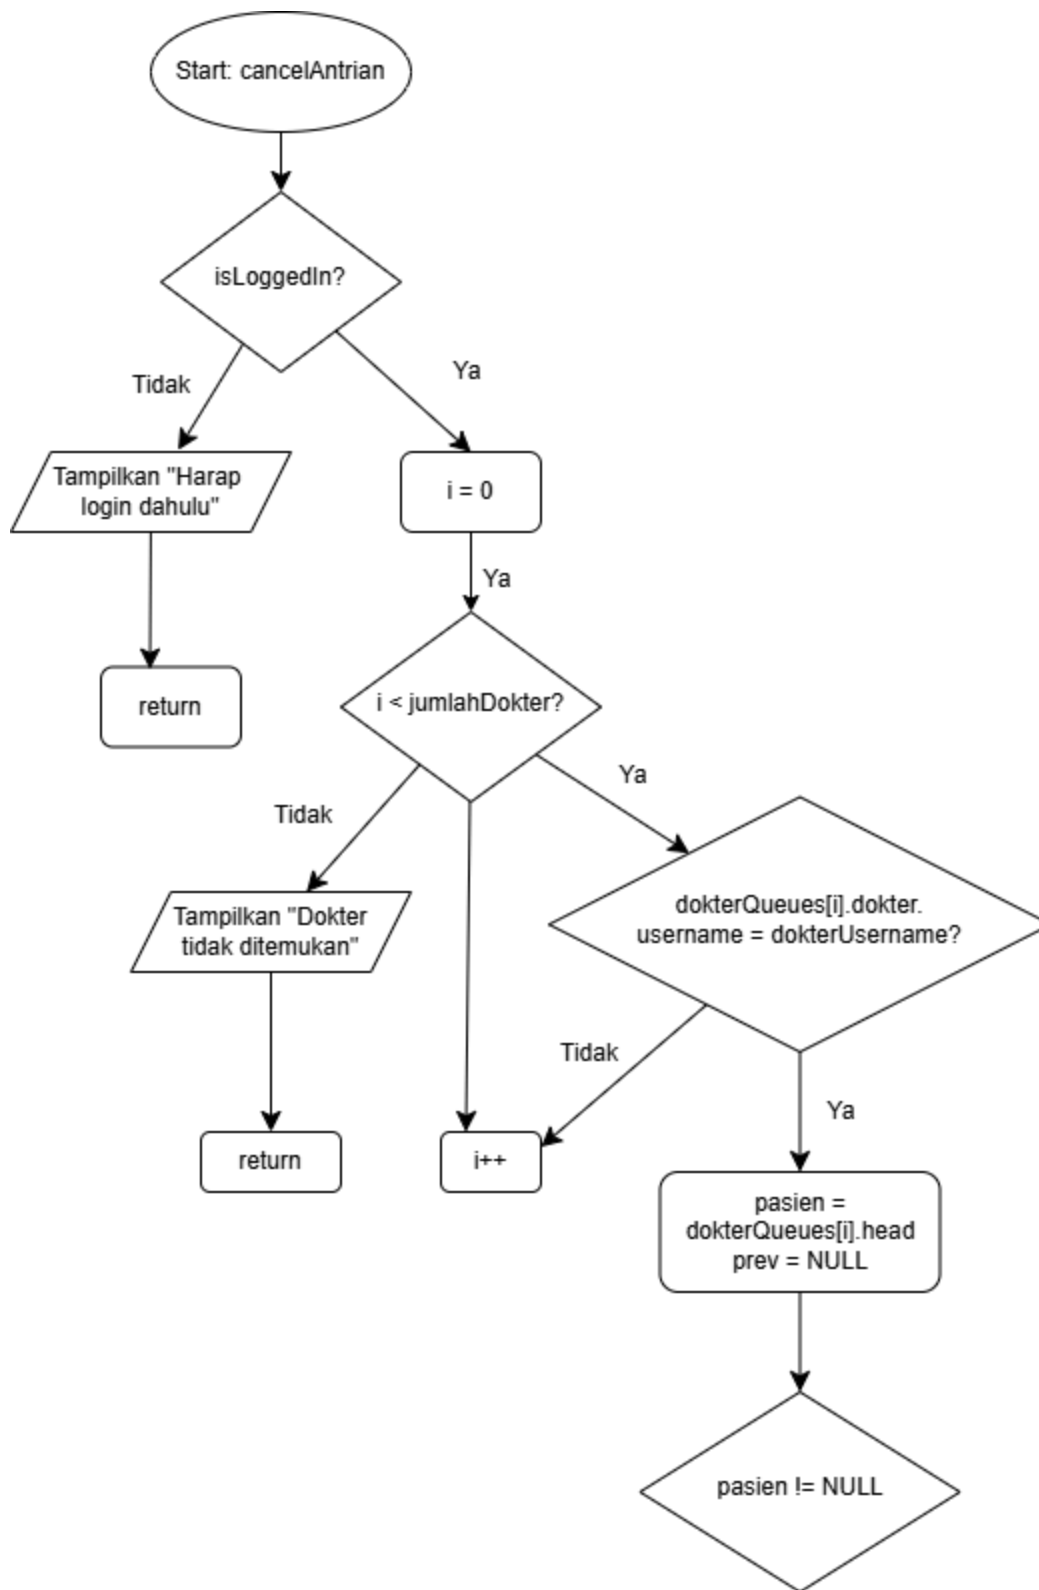 Start: cancelAntrian
isLoggedIn?
Tidak
Ya
Tampilkan "Harap
login dahulu"
i = 0
Ya
return
i < jumlahDokter?
Ya
Tidak
Tampilkan "Dokter
tidak ditemukan"
dokterQueues[i].dokter.
username = dokterUsername?
Tidak
Ya
return
i++
pasien =
dokterQueues[i].head
prev = NULL
pasien != NULL